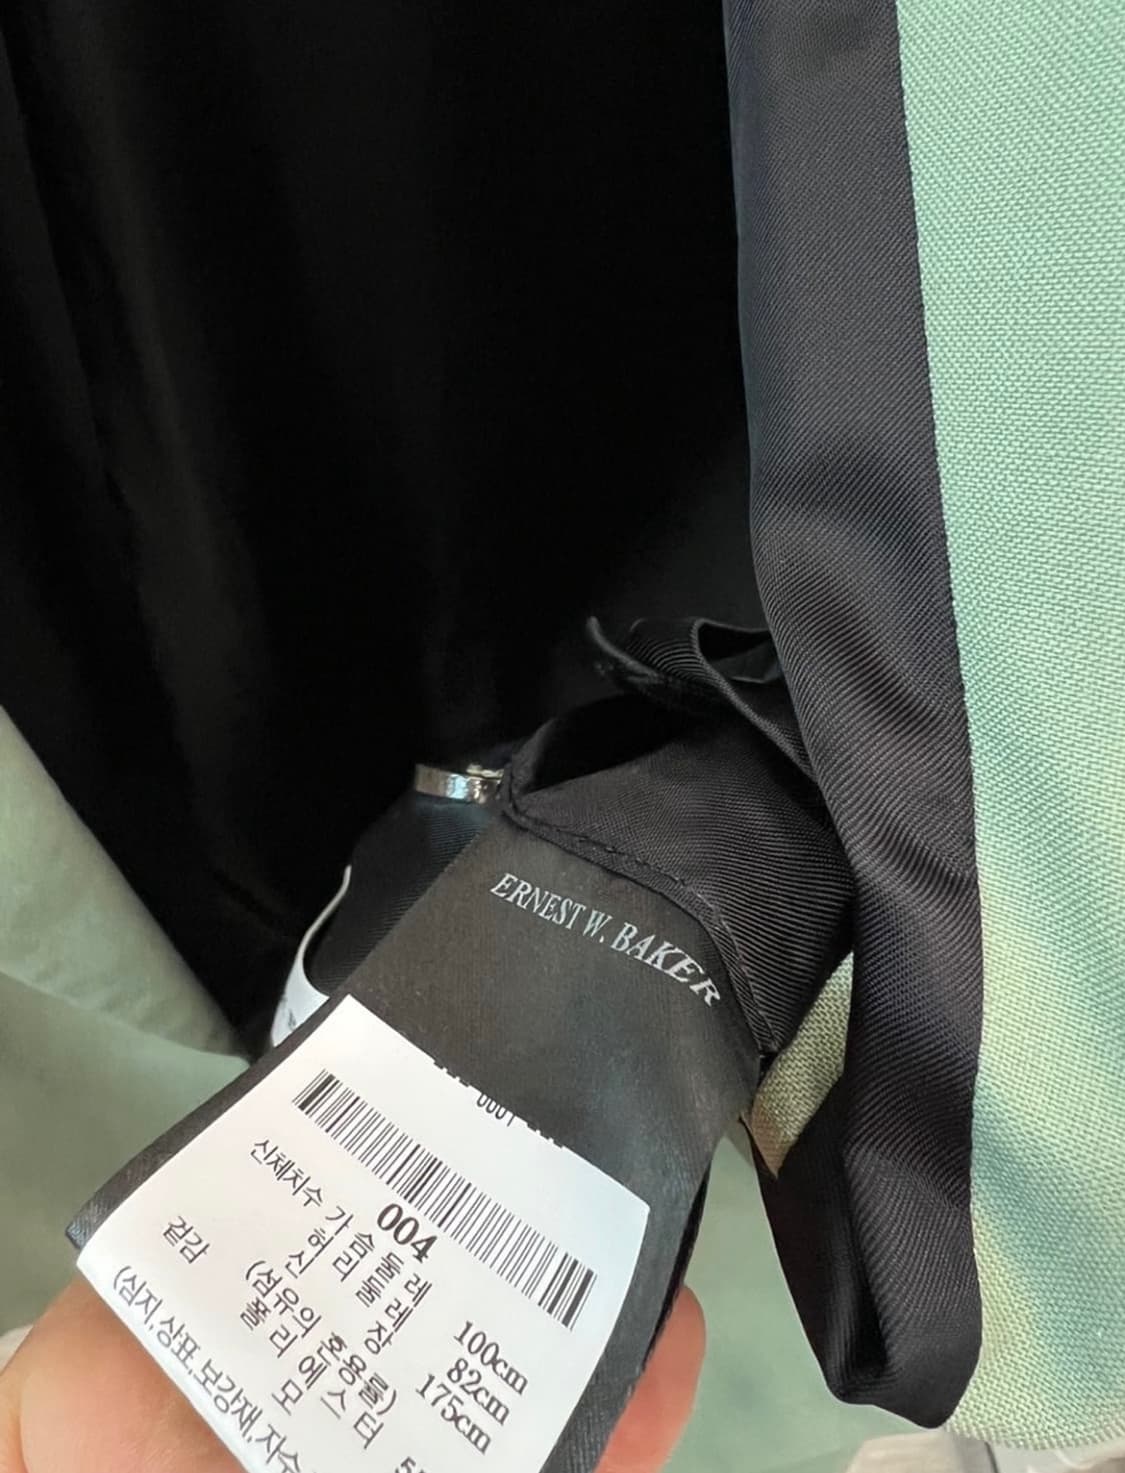 ERNEST W. BAKER
0001
004
신체치수 가슴둘레 100cm
허리둘레 82cm
신장 175cm
(섬유의 혼용률)
겉감 폴리에스터
모
(심지,상표,보강재,자수